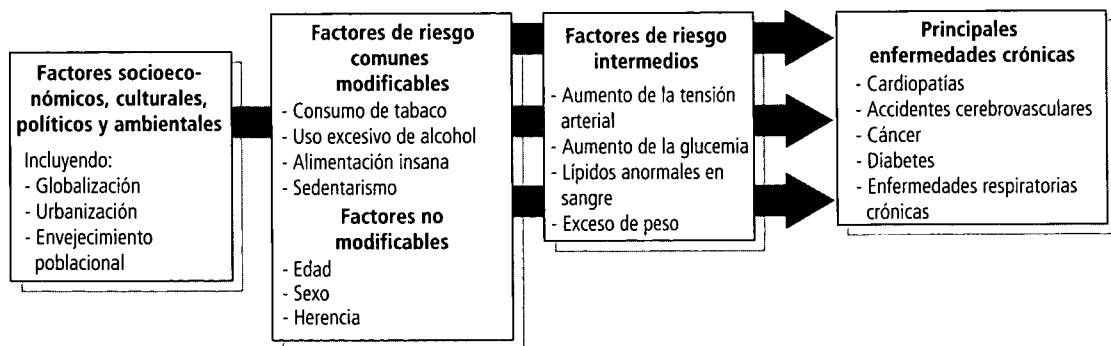 Factores socioeco-
nómicos, culturales,
políticos y ambientales
Incluyendo:
- Globalización
- Urbanización
- Envejecimiento
poblacional
Factores de riesgo
comunes
modificables
- Consumo de tabaco
- Uso excesivo de alcohol
- Alimentación insana
- Sedentarismo
Factores no
modificables
- Edad
- Sexo
- Herencia
Factores de riesgo
intermedios
- Aumento de la tensión
arterial
- Aumento de la glucemia
- Lípidos anormales en
sangre
- Exceso de peso
Principales
enfermedades crónicas
- Cardiopatías
- Accidentes cerebrovasculares
- Cáncer
- Diabetes
- Enfermedades respiratorias
crónicas